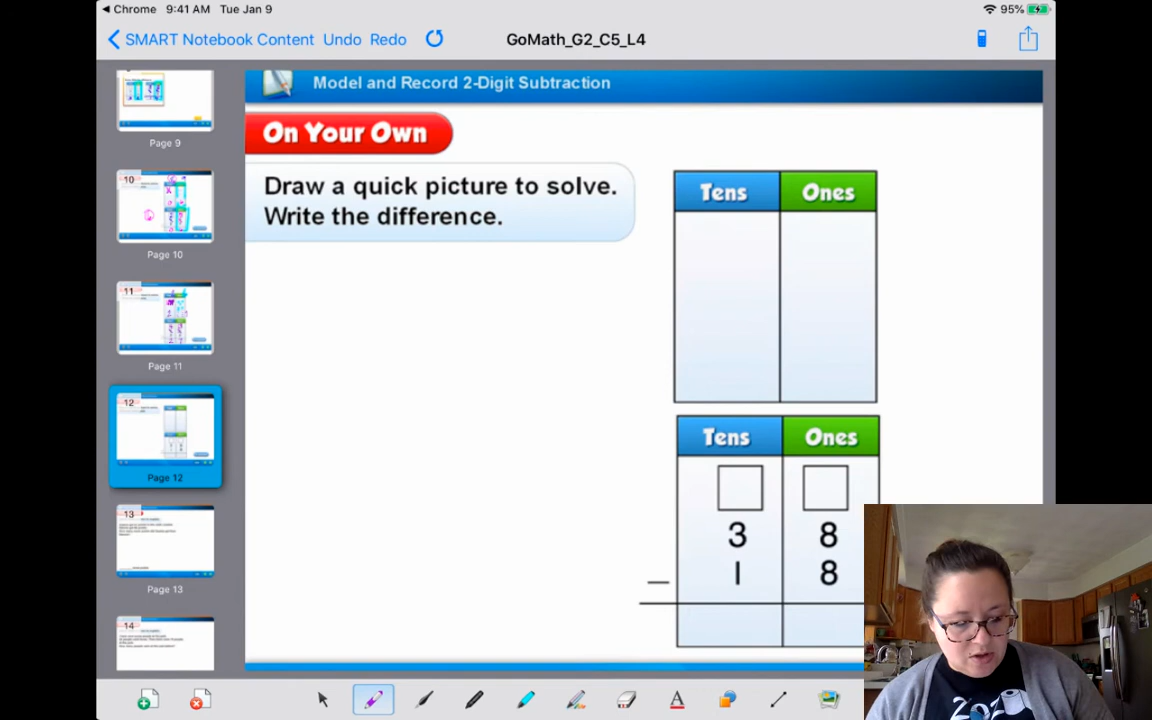 Chrome 9:41 AM Tue Jan 9 95%
SMART Notebook Content Undo Redo GoMath_G2_C5_L4
Model and Record 2-Digit Subtraction
On Your Own
Draw a quick picture to solve.
Write the difference.
Tens Ones
Tens Ones
3 8
– 1 8
Page 9
10
Page 10
11
Page 11
12
Page 12
13
Page 13
14
A
202